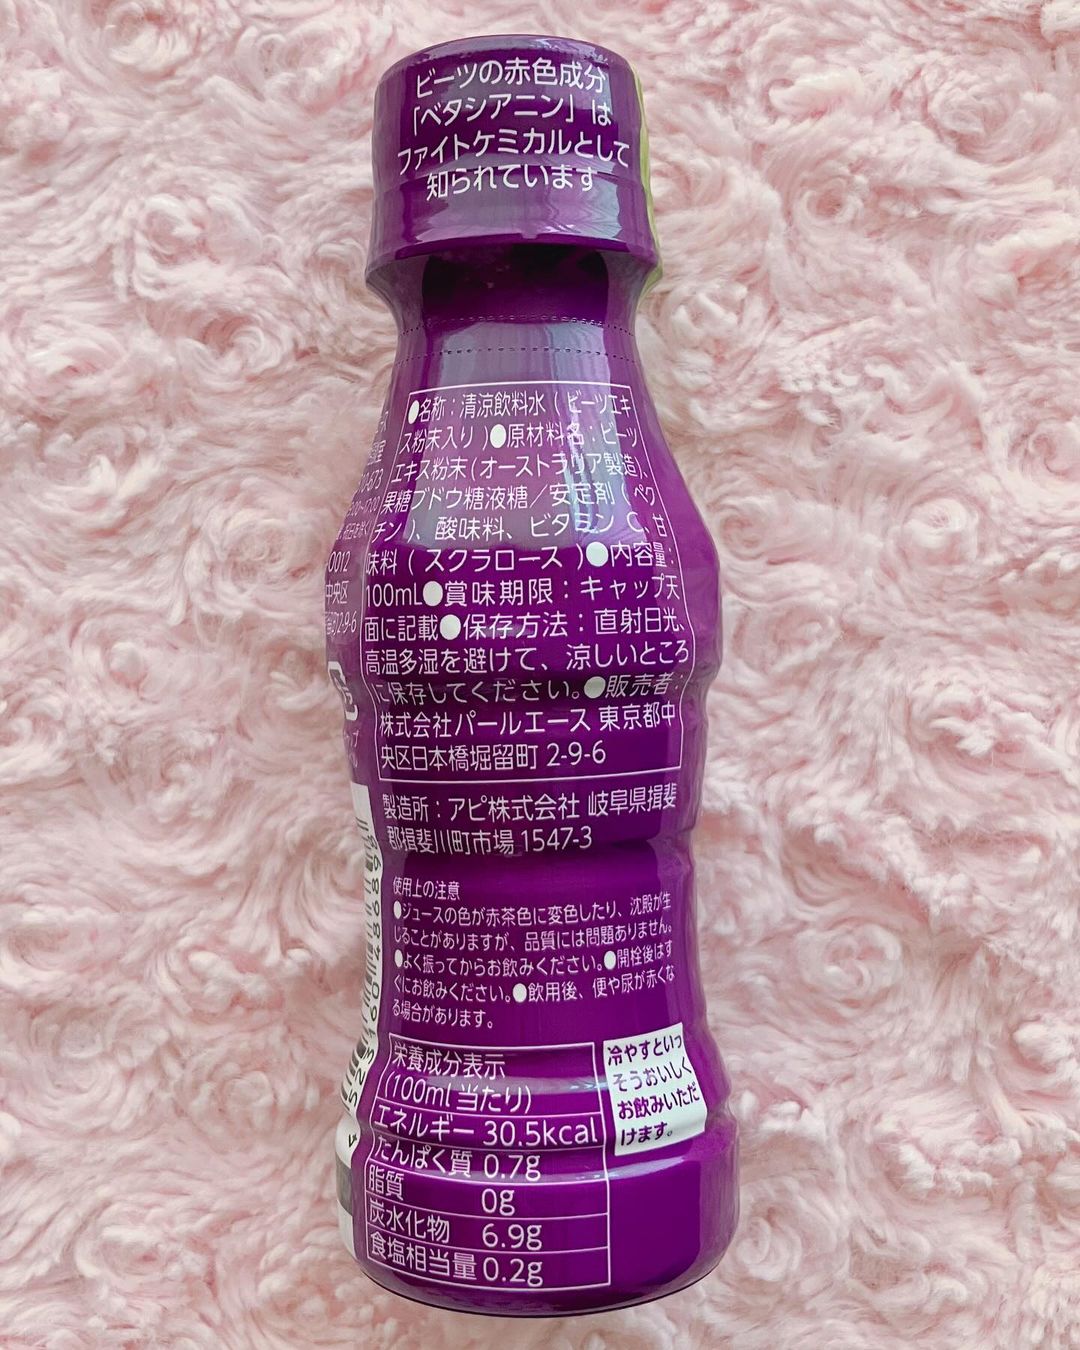 ビーツの赤色成分
「ベタシアニン」は
ファイトケミカルとして
知られています
●名称：清涼飲料水（ビーツエキ
ス粉末入り）●原材料名：ビーツ
エキス粉末（オーストラリア製造）、
果糖ブドウ糖液糖／安定剤（ペク
チン）、酸味料、ビタミンC、甘
味料（スクラロース）●内容量：
100mL●賞味期限：キャップ天
面に記載●保存方法：直射日光、
高温多湿を避けて、涼しいところ
に保存してください。●販売者：
株式会社パールエース 東京都中
央区日本橋堀留町 2-9-6
製造所：アピ株式会社 岐阜県揖斐
郡揖斐川町市場 1547-3
使用上の注意
●ジュースの色が赤茶色に変色したり、沈殿が生
じることがありますが、品質には問題ありません。
●よく振ってからお飲みください。●開栓後はす
ぐにお飲みください。●飲用後、便や尿が赤くな
る場合があります。
栄養成分表示
(100ml当たり)
エネルギー 30.5kcal
たんぱく質 0.7g
脂質 0g
炭水化物 6.9g
食塩相当量 0.2g
冷やすといっ
そうおいしく
お飲みいただ
けます。
-0012
中央区
2-9-6